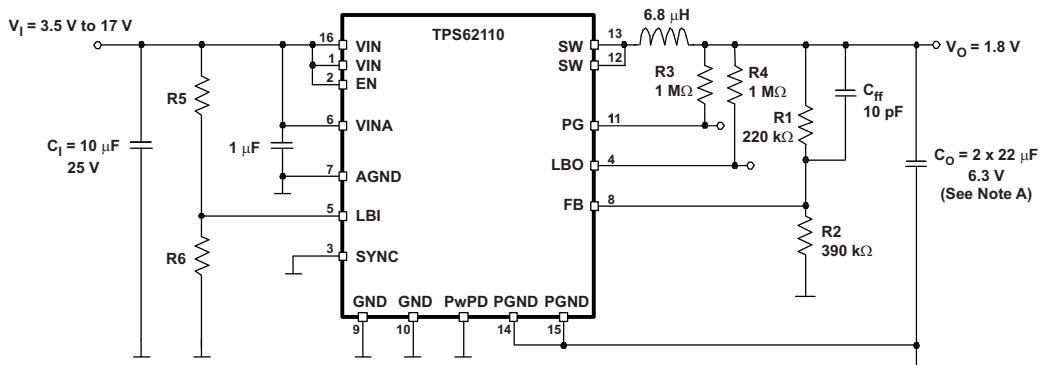 V_I = 3.5 V to 17 V
TPS62110
6.8 μH
V_O = 1.8 V
16 VIN
1 VIN
2 EN
6 VINA
7 AGND
5 LBI
3 SYNC
SW 13
SW 12
PG 11
LBO 4
FB 8
R5
R6
C_I = 10 μF
25 V
1 μF
R3
1 MΩ
R4
1 MΩ
R1
220 kΩ
C_ff
10 pF
R2
390 kΩ
C_O = 2 x 22 μF
6.3 V
(See Note A)
GND GND PwPD PGND PGND
9 10 14 15